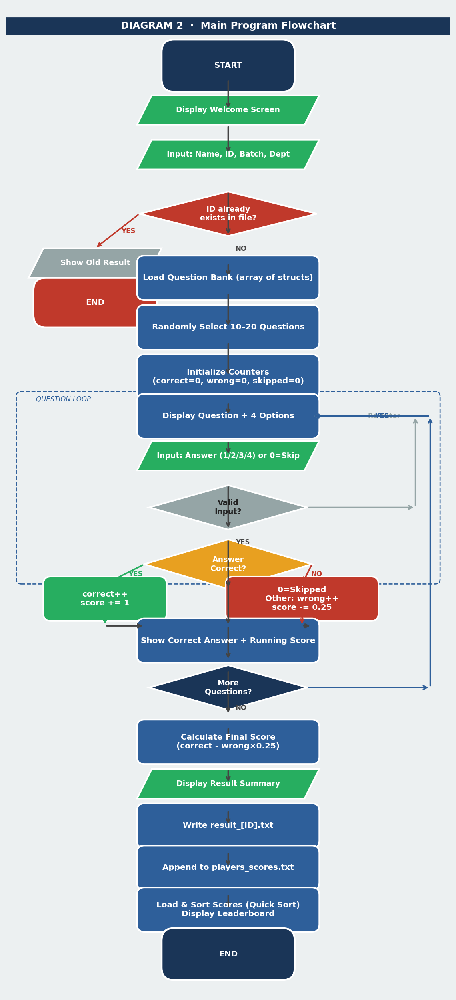 DIAGRAM 2 · Main Program Flowchart
START
Display Welcome Screen
Input: Name, ID, Batch, Dept
ID already
exists in file?
YES
NO
Show Old Result
Load Question Bank (array of structs)
END
Randomly Select 10–20 Questions
Initialize Counters
(correct=0, wrong=0, skipped=0)
QUESTION LOOP
Display Question + 4 Options
YES
Input: Answer (1/2/3/4) or 0=Skip
Valid
Input?
YES
Answer
Correct?
YES
NO
correct++
score += 1
0=Skipped
Other: wrong++
score -= 0.25
Show Correct Answer + Running Score
More
Questions?
NO
Calculate Final Score
(correct - wrong×0.25)
Display Result Summary
Write result_[ID].txt
Append to players_scores.txt
Load & Sort Scores (Quick Sort)
Display Leaderboard
END